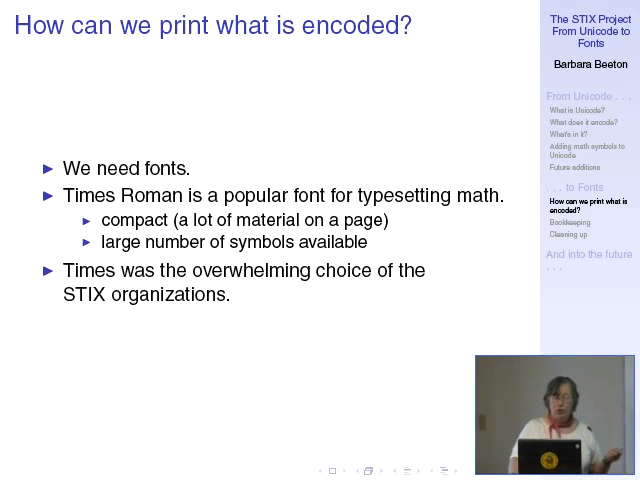 How can we print what is encoded?
We need fonts.
Times Roman is a popular font for typesetting math.
compact (a lot of material on a page)
large number of symbols available
Times was the overwhelming choice of the
STIX organizations.
The STIX Project
From Unicode to
Fonts
Barbara Beeton
From Unicode . . .
What is Unicode?
What does it encode?
What's in it?
Adding math symbols to
Unicode
Future additions
. . . to Fonts
How can we print what is
encoded?
Bookkeeping
Cleaning up
And into the future
. . .